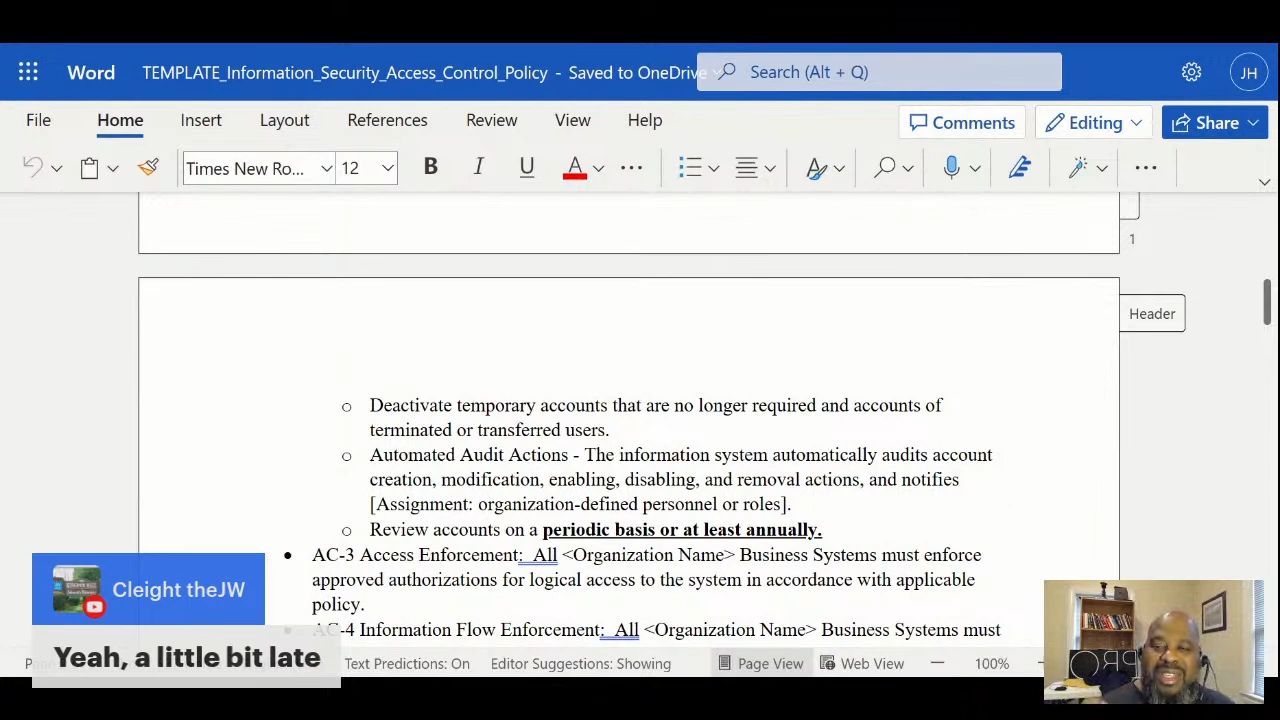 Word
TEMPLATE_Information_Security_Access_Control_Policy - Saved to OneDrive
Search (Alt + Q)
JH
File Home Insert Layout References Review View Help
Comments
Editing
Share
Times New Ro...
12
B I U A
1
Header
o Deactivate temporary accounts that are no longer required and accounts of
terminated or transferred users.
o Automated Audit Actions - The information system automatically audits account
creation, modification, enabling, disabling, and removal actions, and notifies
[Assignment: organization-defined personnel or roles].
o Review accounts on a periodic basis or at least annually.
• AC-3 Access Enforcement: All <Organization Name> Business Systems must enforce
approved authorizations for logical access to the system in accordance with applicable
policy.
AC-4 Information Flow Enforcement: All <Organization Name> Business Systems must
Cleight theJW
Yeah, a little bit late
Text Predictions: On
Editor Suggestions: Showing
Page View
Web View
100%